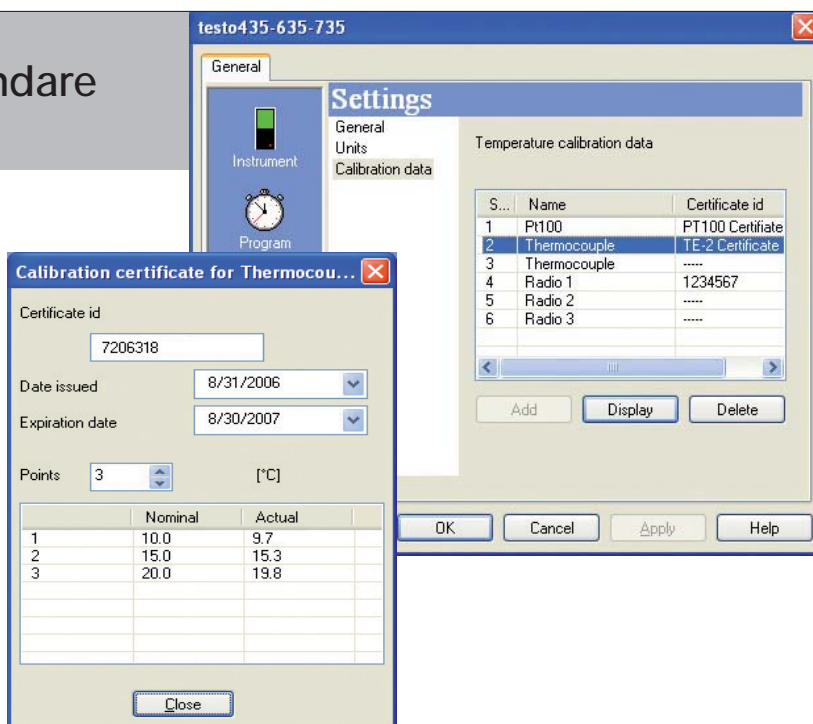 ndare
testo435-635-735
General
Settings
Instrument
Program
General
Units
Calibration data
Temperature calibration data
S... Name Certificate id
1 Pt100 PT100 Certifiate
2 Thermocouple TE-2 Certificate
3 Thermocouple -----
4 Radio 1 1234567
5 Radio 2 -----
6 Radio 3 -----
Add Display Delete
OK Cancel Apply Help
Calibration certificate for Thermocou...
Certificate id
7206318
Date issued 8/31/2006
Expiration date 8/30/2007
Points 3 [°C]
Nominal Actual
1 10.0 9.7
2 15.0 15.3
3 20.0 19.8
Close